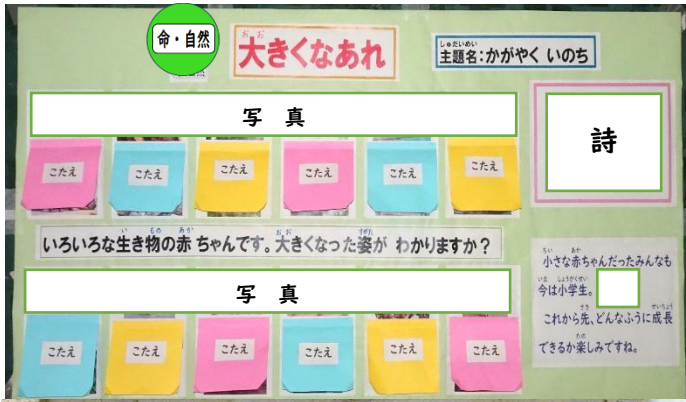 命・自然
大きくなあれ
主題名:かがやく いのち
写 真
詩
こたえ
こたえ
こたえ
こたえ
こたえ
こたえ
いろいろな生き物の赤ちゃんです。大きくなった姿が わかりますか?
写 真
こたえ
こたえ
こたえ
こたえ
こたえ
こたえ
小さな赤ちゃんだったみんなも
今は小学生。
これから先、どんなふうに成長
できるか楽しみですね。